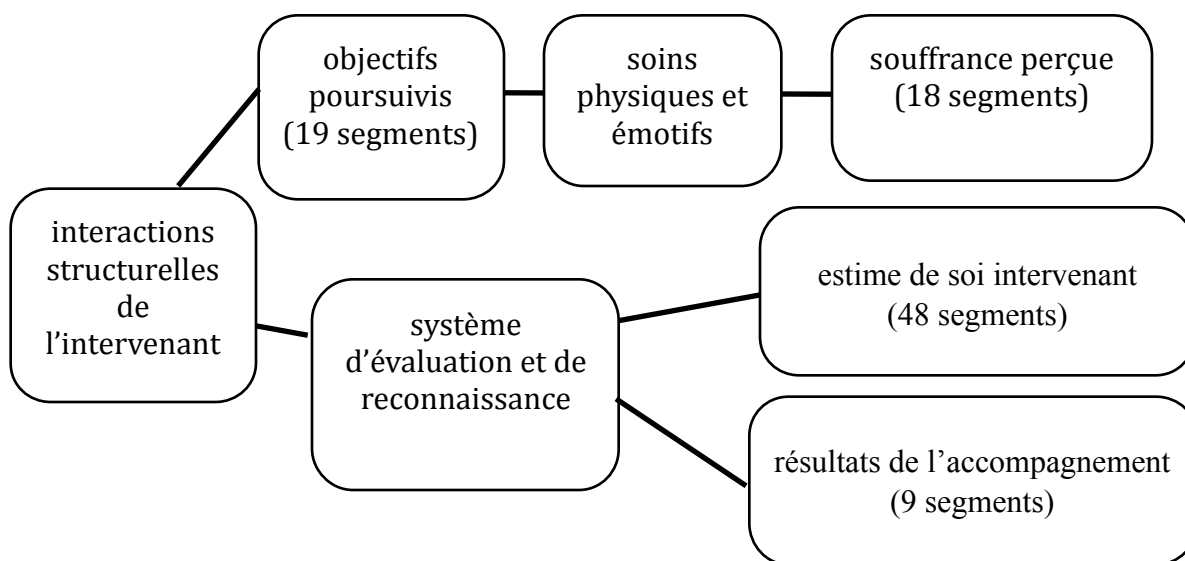 objectifs
poursuivis
(19 segments)
soins
physiques et
émotifs
souffrance perçue
(18 segments)
interactions
structurelles
de
l’intervenant
système
d’évaluation et de
reconnaissance
estime de soi intervenant
(48 segments)
résultats de l’accompagnement
(9 segments)